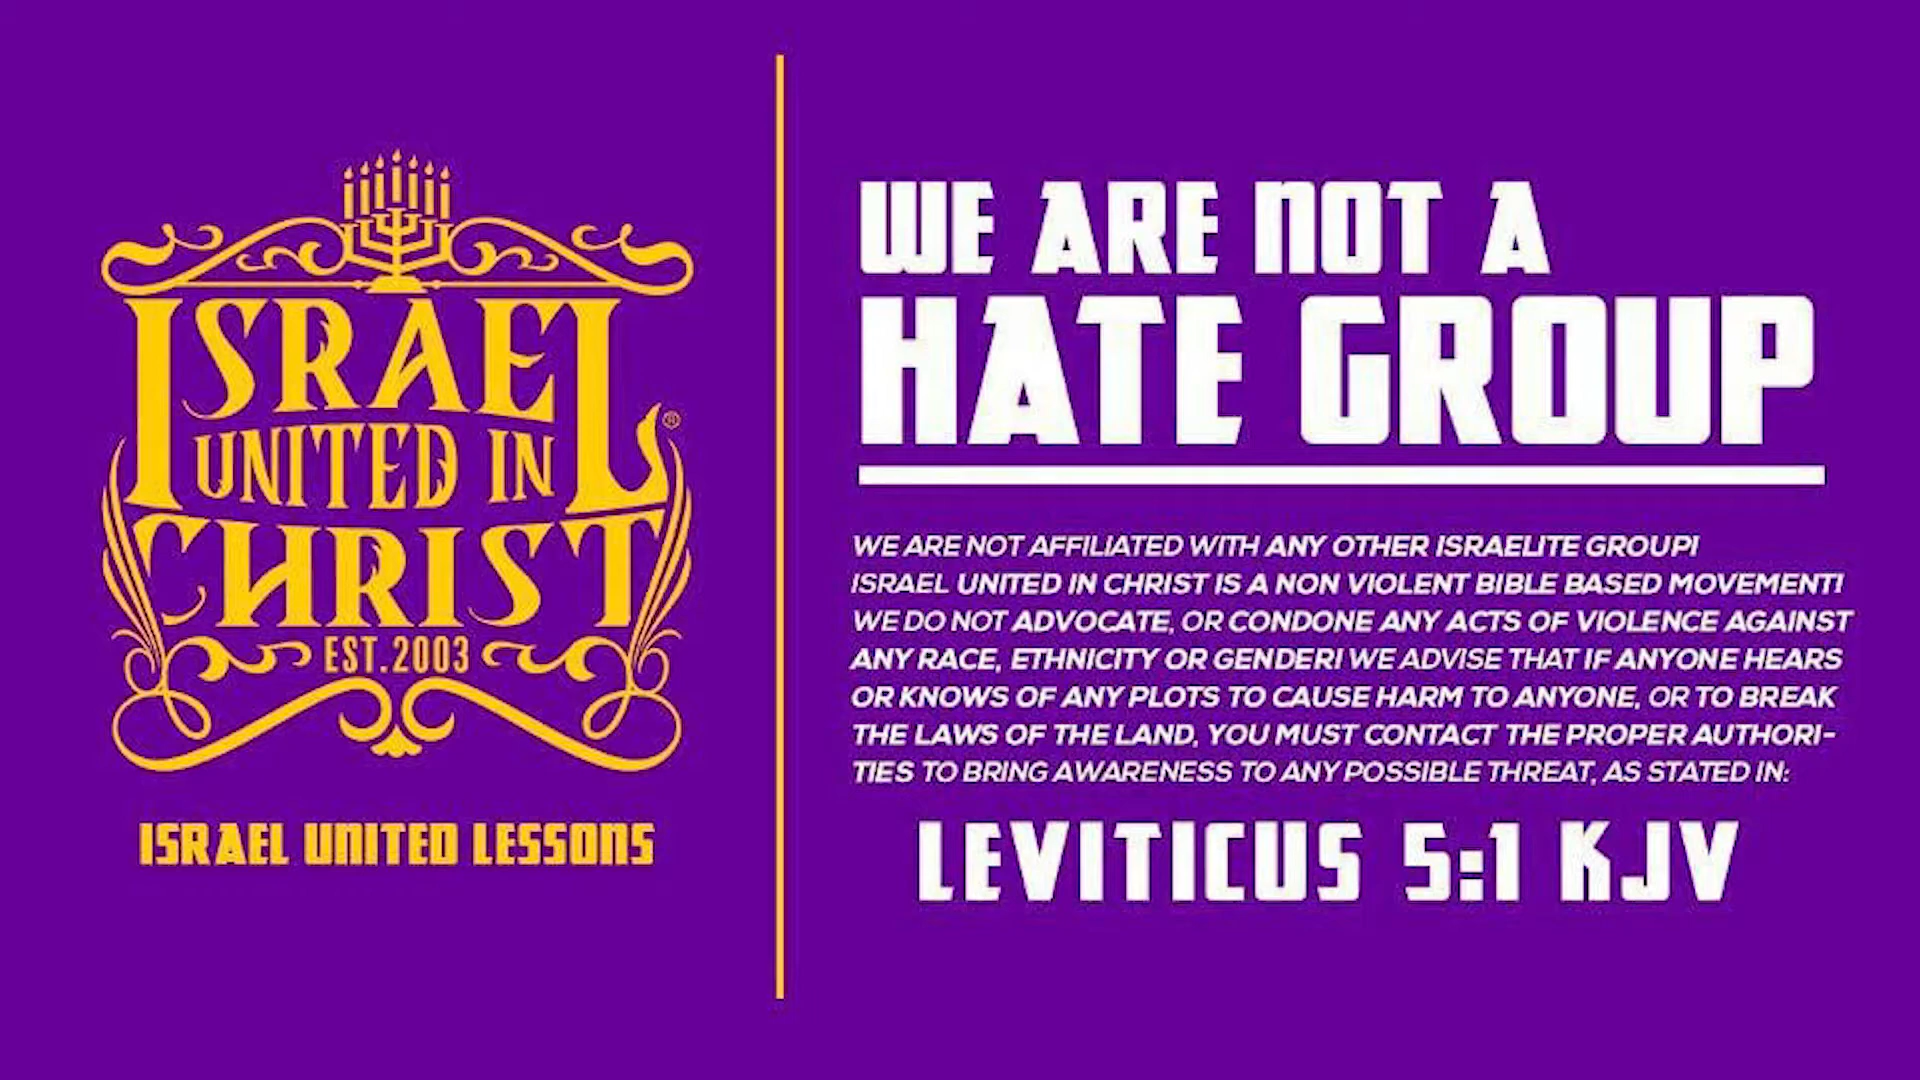 ISRAEL
UNITED IN
CHRIST
®
EST.2003
ISRAEL UNITED LESSONS
WE ARE NOT A
HATE GROUP
WE ARE NOT AFFILIATED WITH ANY OTHER ISRAELITE GROUP!
ISRAEL UNITED IN CHRIST IS A NON VIOLENT BIBLE BASED MOVEMENT!
WE DO NOT ADVOCATE, OR CONDONE ANY ACTS OF VIOLENCE AGAINST
ANY RACE, ETHNICITY OR GENDER! WE ADVISE THAT IF ANYONE HEARS
OR KNOWS OF ANY PLOTS TO CAUSE HARM TO ANYONE, OR TO BREAK
THE LAWS OF THE LAND, YOU MUST CONTACT THE PROPER AUTHORI-
TIES TO BRING AWARENESS TO ANY POSSIBLE THREAT, AS STATED IN:
LEVITICUS 5:1 KJV